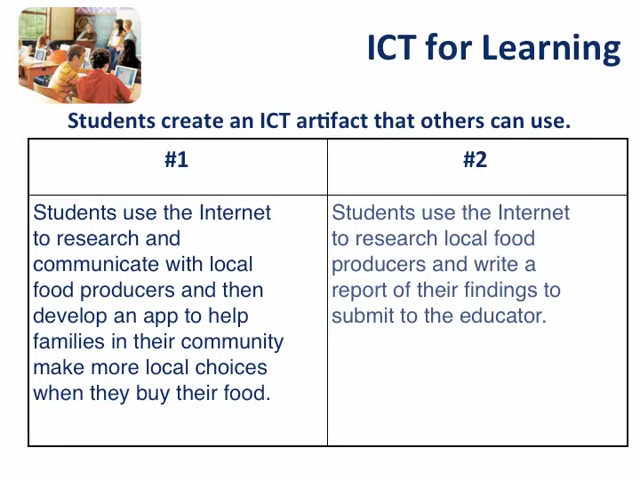 ICT for Learning
Students create an ICT artifact that others can use.
#1
#2
Students use the Internet
to research and
communicate with local
food producers and then
develop an app to help
families in their community
make more local choices
when they buy their food.
Students use the Internet
to research local food
producers and write a
report of their findings to
submit to the educator.